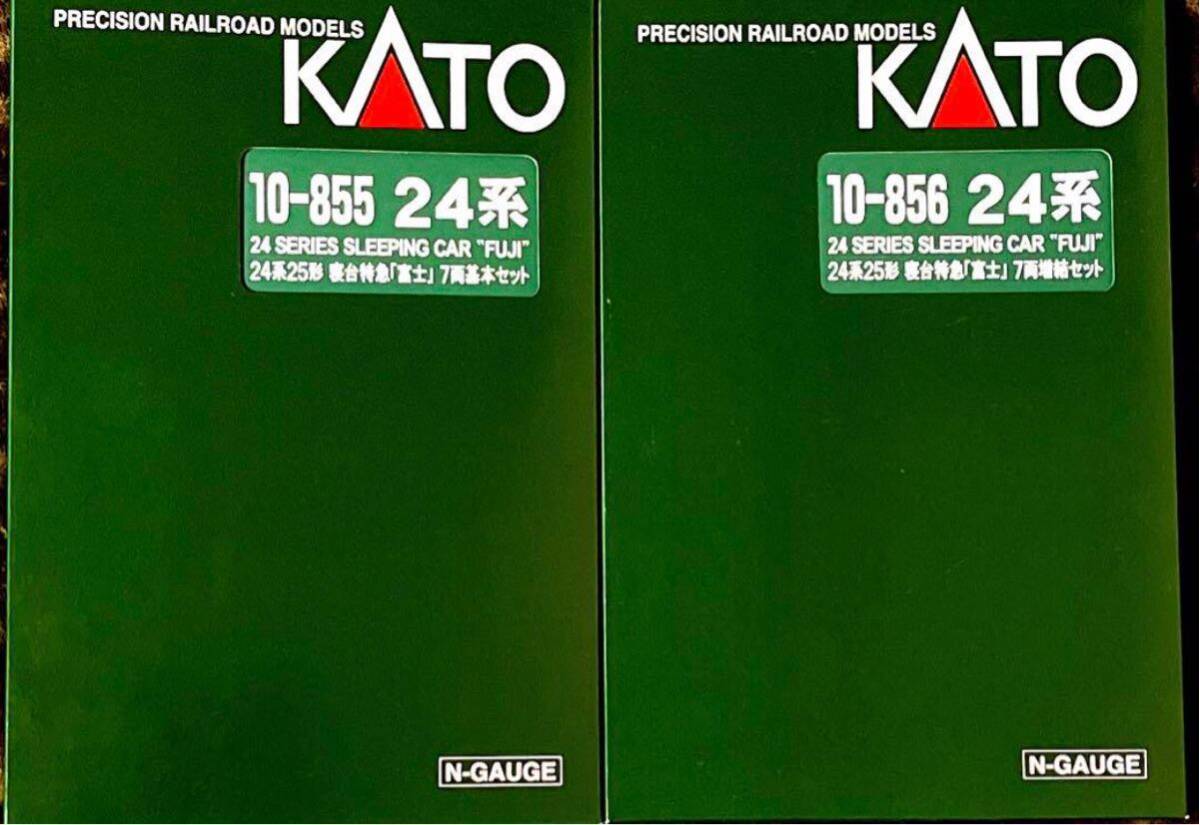 PRECISION RAILROAD MODELS
KATO
10-855 24系
24 SERIES SLEEPING CAR "FUJI"
24系25形 寝台特急「富士」 7両基本セット
N-GAUGE
PRECISION RAILROAD MODELS
KATO
10-856 24系
24 SERIES SLEEPING CAR "FUJI"
24系25形 寝台特急「富士」 7両増結セット
N-GAUGE